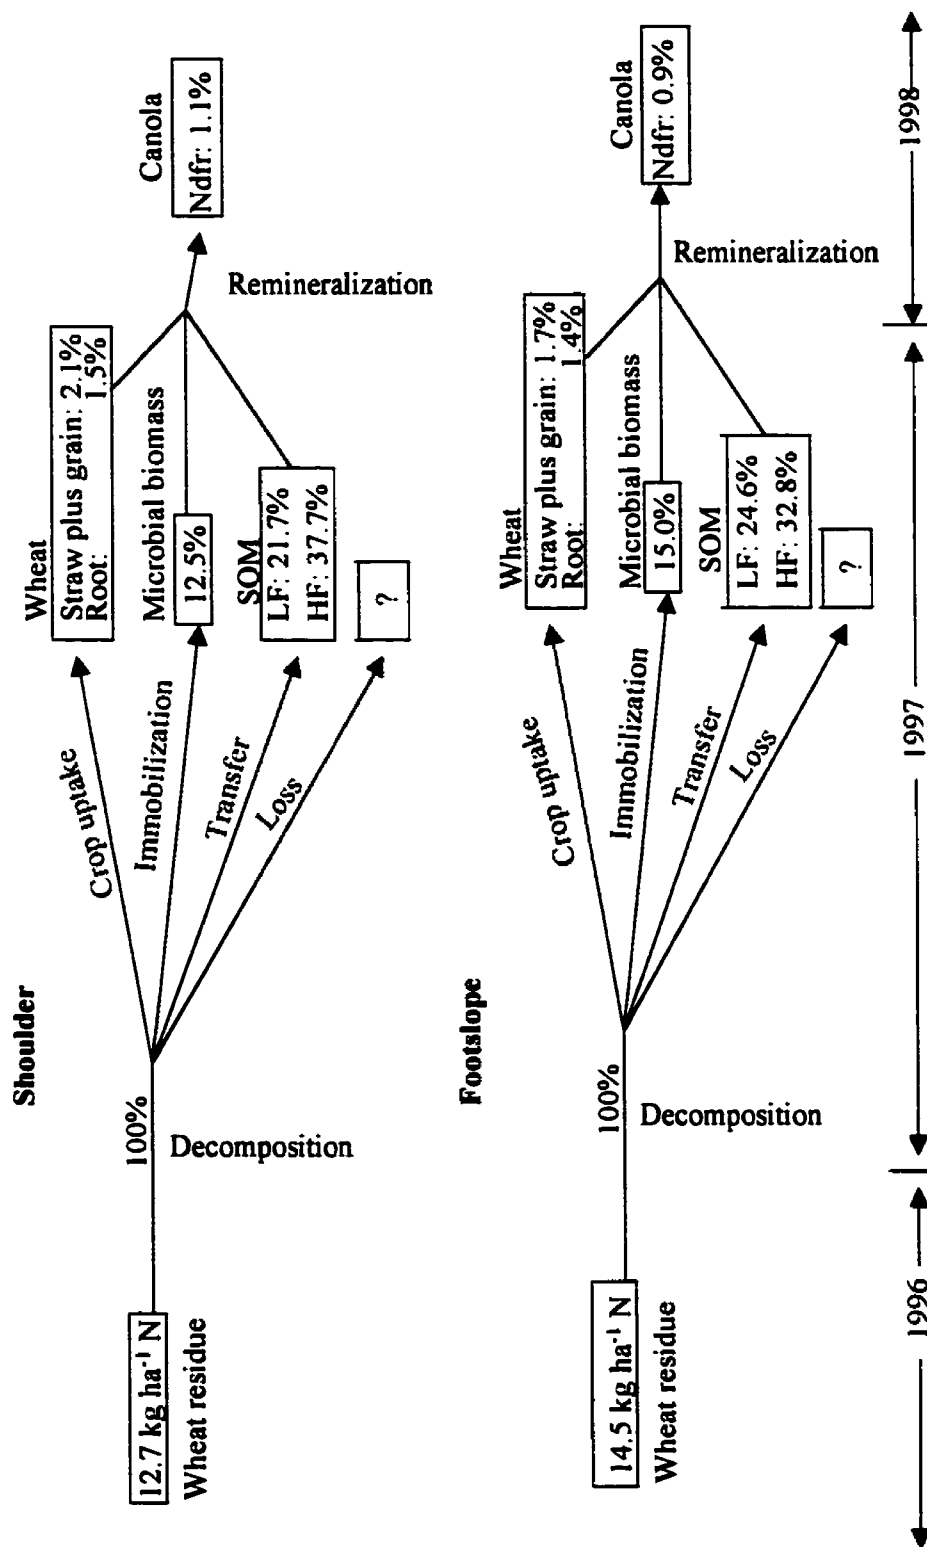 Shoulder
12.7 kg ha⁻¹ N
Wheat residue
100%
Decomposition
Crop uptake
Immobilization
Transfer
Loss
Wheat
Straw plus grain: 2.1%
Root: 1.5%
Microbial biomass
12.5%
SOM
LF: 21.7%
HF: 37.7%
?
Remineralization
Canola
Ndfr: 1.1%
Footslope
14.5 kg ha⁻¹ N
Wheat residue
100%
Decomposition
Crop uptake
Immobilization
Transfer
Loss
Wheat
Straw plus grain: 1.7%
Root: 1.4%
Microbial biomass
15.0%
SOM
LF: 24.6%
HF: 32.8%
?
Remineralization
Canola
Ndfr: 0.9%
1996
1997
1998